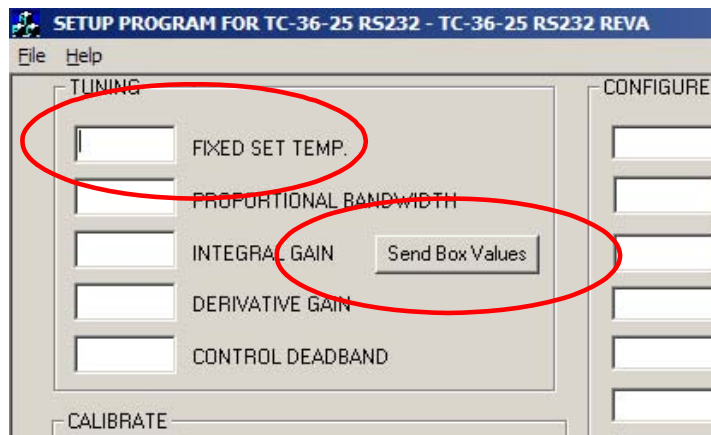 SETUP PROGRAM FOR TC-36-25 RS232 - TC-36-25 RS232 REVA
File Help
TUNING
CONFIGURE
FIXED SET TEMP.
PROPORTIONAL BANDWIDTH
INTEGRAL GAIN Send Box Values
DERIVATIVE GAIN
CONTROL DEADBAND
CALIBRATE